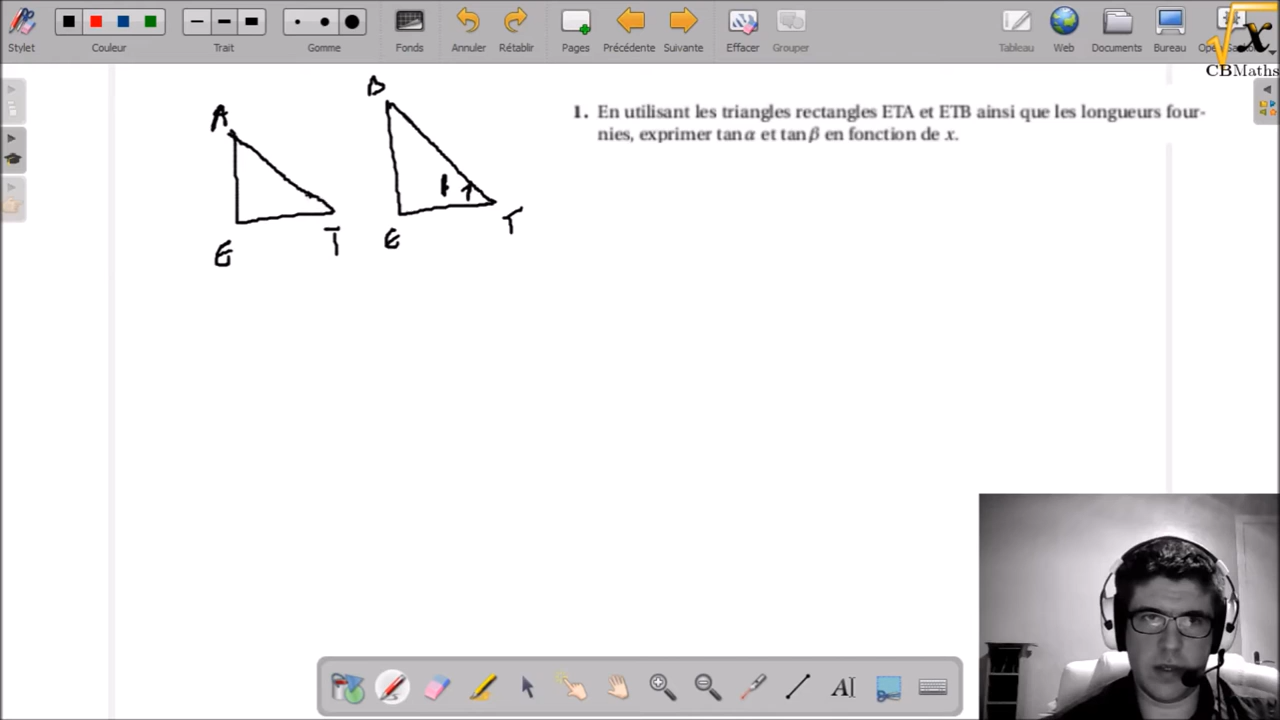 Stylet
Couleur
Trait
Gomme
Fonds
Annuler
Rétablir
Pages
Précédente
Suivante
Effacer
Grouper
Tableau
Web
Documents
Bureau
√x
CBMaths
A
B
E
T
E
T
1. En utilisant les triangles rectangles ETA et ETB ainsi que les longueurs four-
nies, exprimer tan α et tan β en fonction de x.
AI